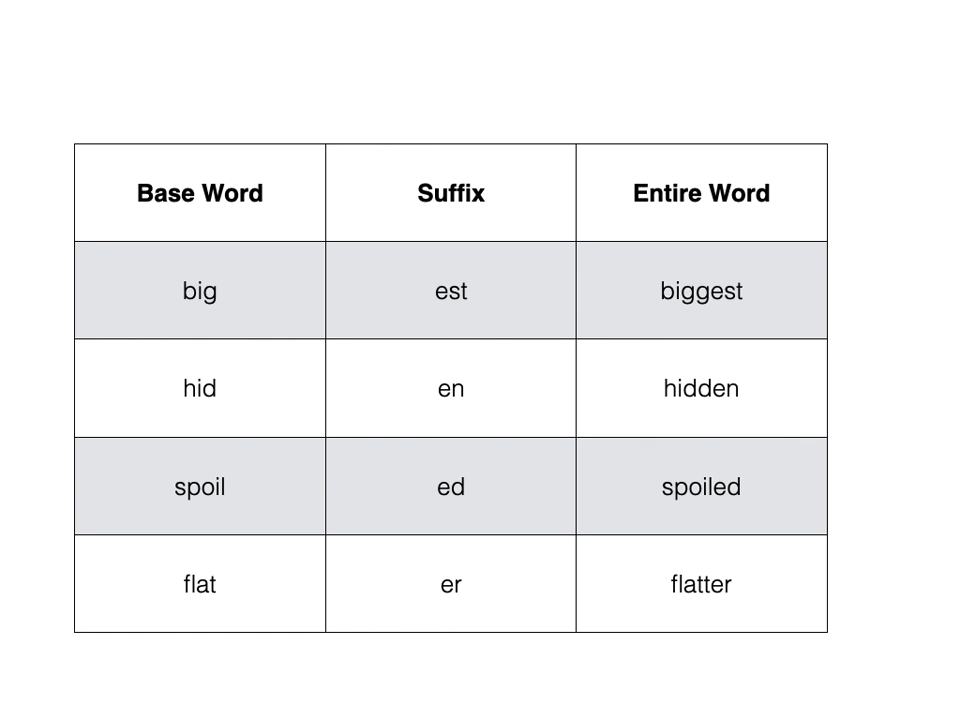 Base Word Suffix Entire Word
big est biggest
hid en hidden
spoil ed spoiled
flat er flatter